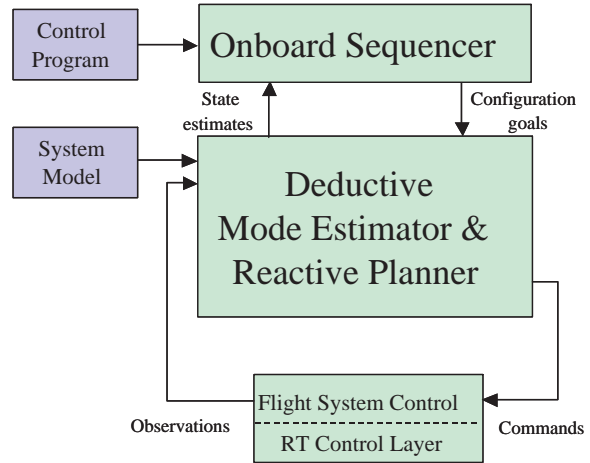 Control
Program
Onboard Sequencer
State
estimates
Configuration
goals
System
Model
Deductive
Mode Estimator &
Reactive Planner
Flight System Control
Observations
Commands
RT Control Layer